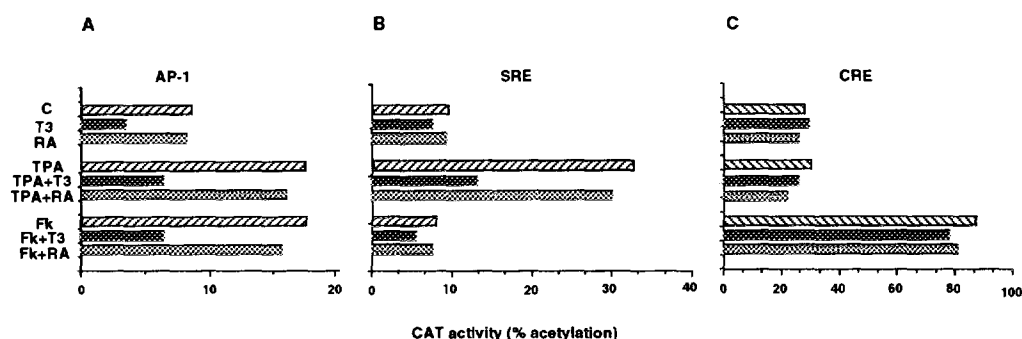 A B C
AP-1 SRE CRE
C
T3
RA
TPA
TPA+T3
TPA+RA
Fk
Fk+T3
Fk+RA
0 10 20 0 10 20 30 40 0 20 40 60 80 100
CAT activity (% acetylation)